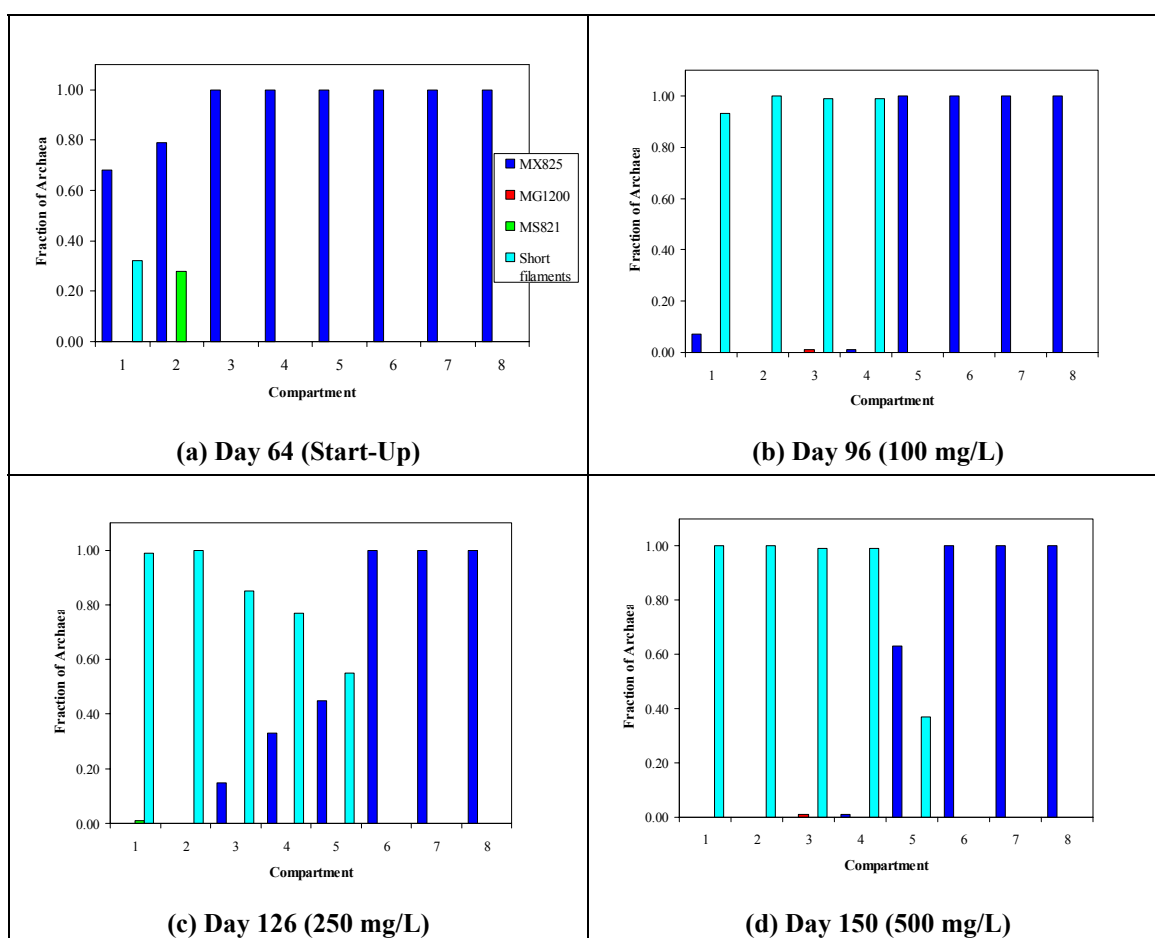 1.00
0.80
0.60
0.40
0.20
0.00
Fraction of Archaea
1 2 3 4 5 6 7 8
Compartment
MX825
MG1200
MS821
Short
filaments
(a) Day 64 (Start-Up)
1.00
0.80
0.60
0.40
0.20
0.00
Fraction of Archaea
1 2 3 4 5 6 7 8
Compartment
(b) Day 96 (100 mg/L)
1.00
0.80
0.60
0.40
0.20
0.00
Fraction of Archaea
1 2 3 4 5 6 7 8
Compartment
(c) Day 126 (250 mg/L)
1.00
0.80
0.60
0.40
0.20
0.00
Fraction of Archaea
1 2 3 4 5 6 7 8
Compartment
(d) Day 150 (500 mg/L)